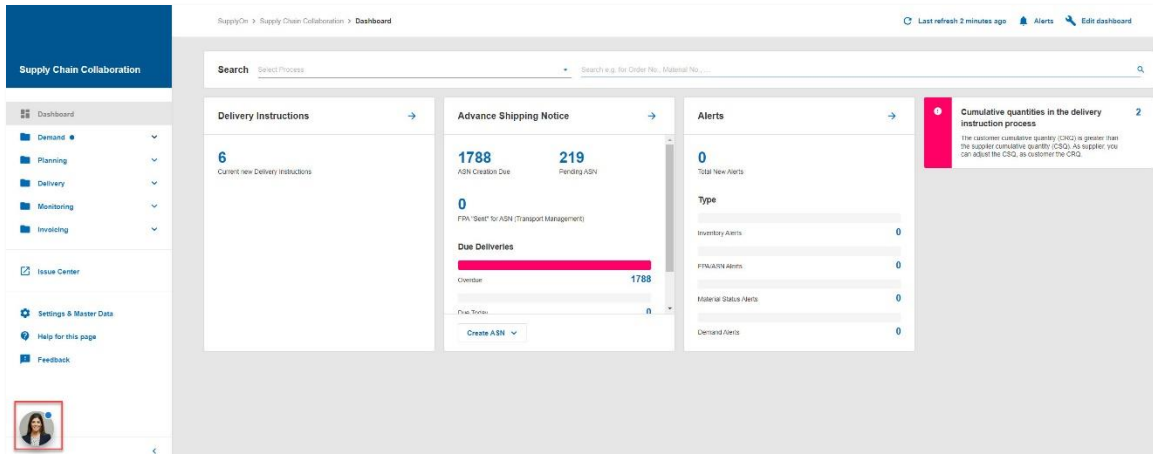 SupplyOn > Supply Chain Collaboration > Dashboard
Last refresh 2 minutes ago Alerts Edit dashboard
Supply Chain Collaboration
Search Select Process Search e.g. for Order No., Material No., ...
Dashboard
Demand
Planning
Delivery
Monitoring
Invoicing
Issue Center
Settings & Master Data
Help for this page
Feedback
Delivery Instructions
6
Current new Delivery Instructions
Advance Shipping Notice
1788 219
ASN Creation Due Pending ASN
0
FPA "Sent" for ASN (Transport Management)
Due Deliveries
Overdue 1788
Due Today 0
Create ASN
Alerts
0
Total New Alerts
Type
Inventory Alerts 0
FPA/ASN Alerts 0
Material Status Alerts 0
Demand Alerts 0
Cumulative quantities in the delivery 2
instruction process
The customer cumulative quantity (CRQ) is greater than
the supplier cumulative quantity (CSQ). As supplier, you
can adjust the CSQ, as customer the CRQ.